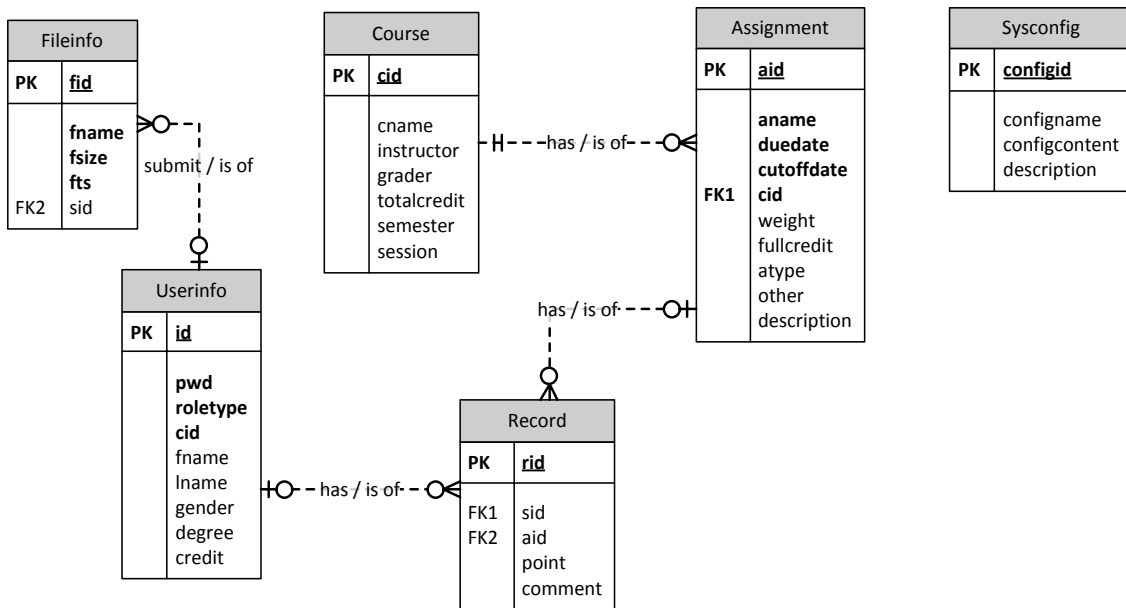 Fileinfo
PK fid
fname
fsize
fts
FK2 sid
submit / is of
Course
PK cid
cname
instructor
grader
totalcredit
semester
session
has / is of
Assignment
PK aid
aname
duedate
cutoffdate
FK1 cid
weight
fullcredit
atype
other
description
Sysconfig
PK configid
configname
configcontent
description
Userinfo
PK id
pwd
roletype
cid
fname
lname
gender
degree
credit
has / is of
has / is of
Record
PK rid
FK1 sid
FK2 aid
point
comment